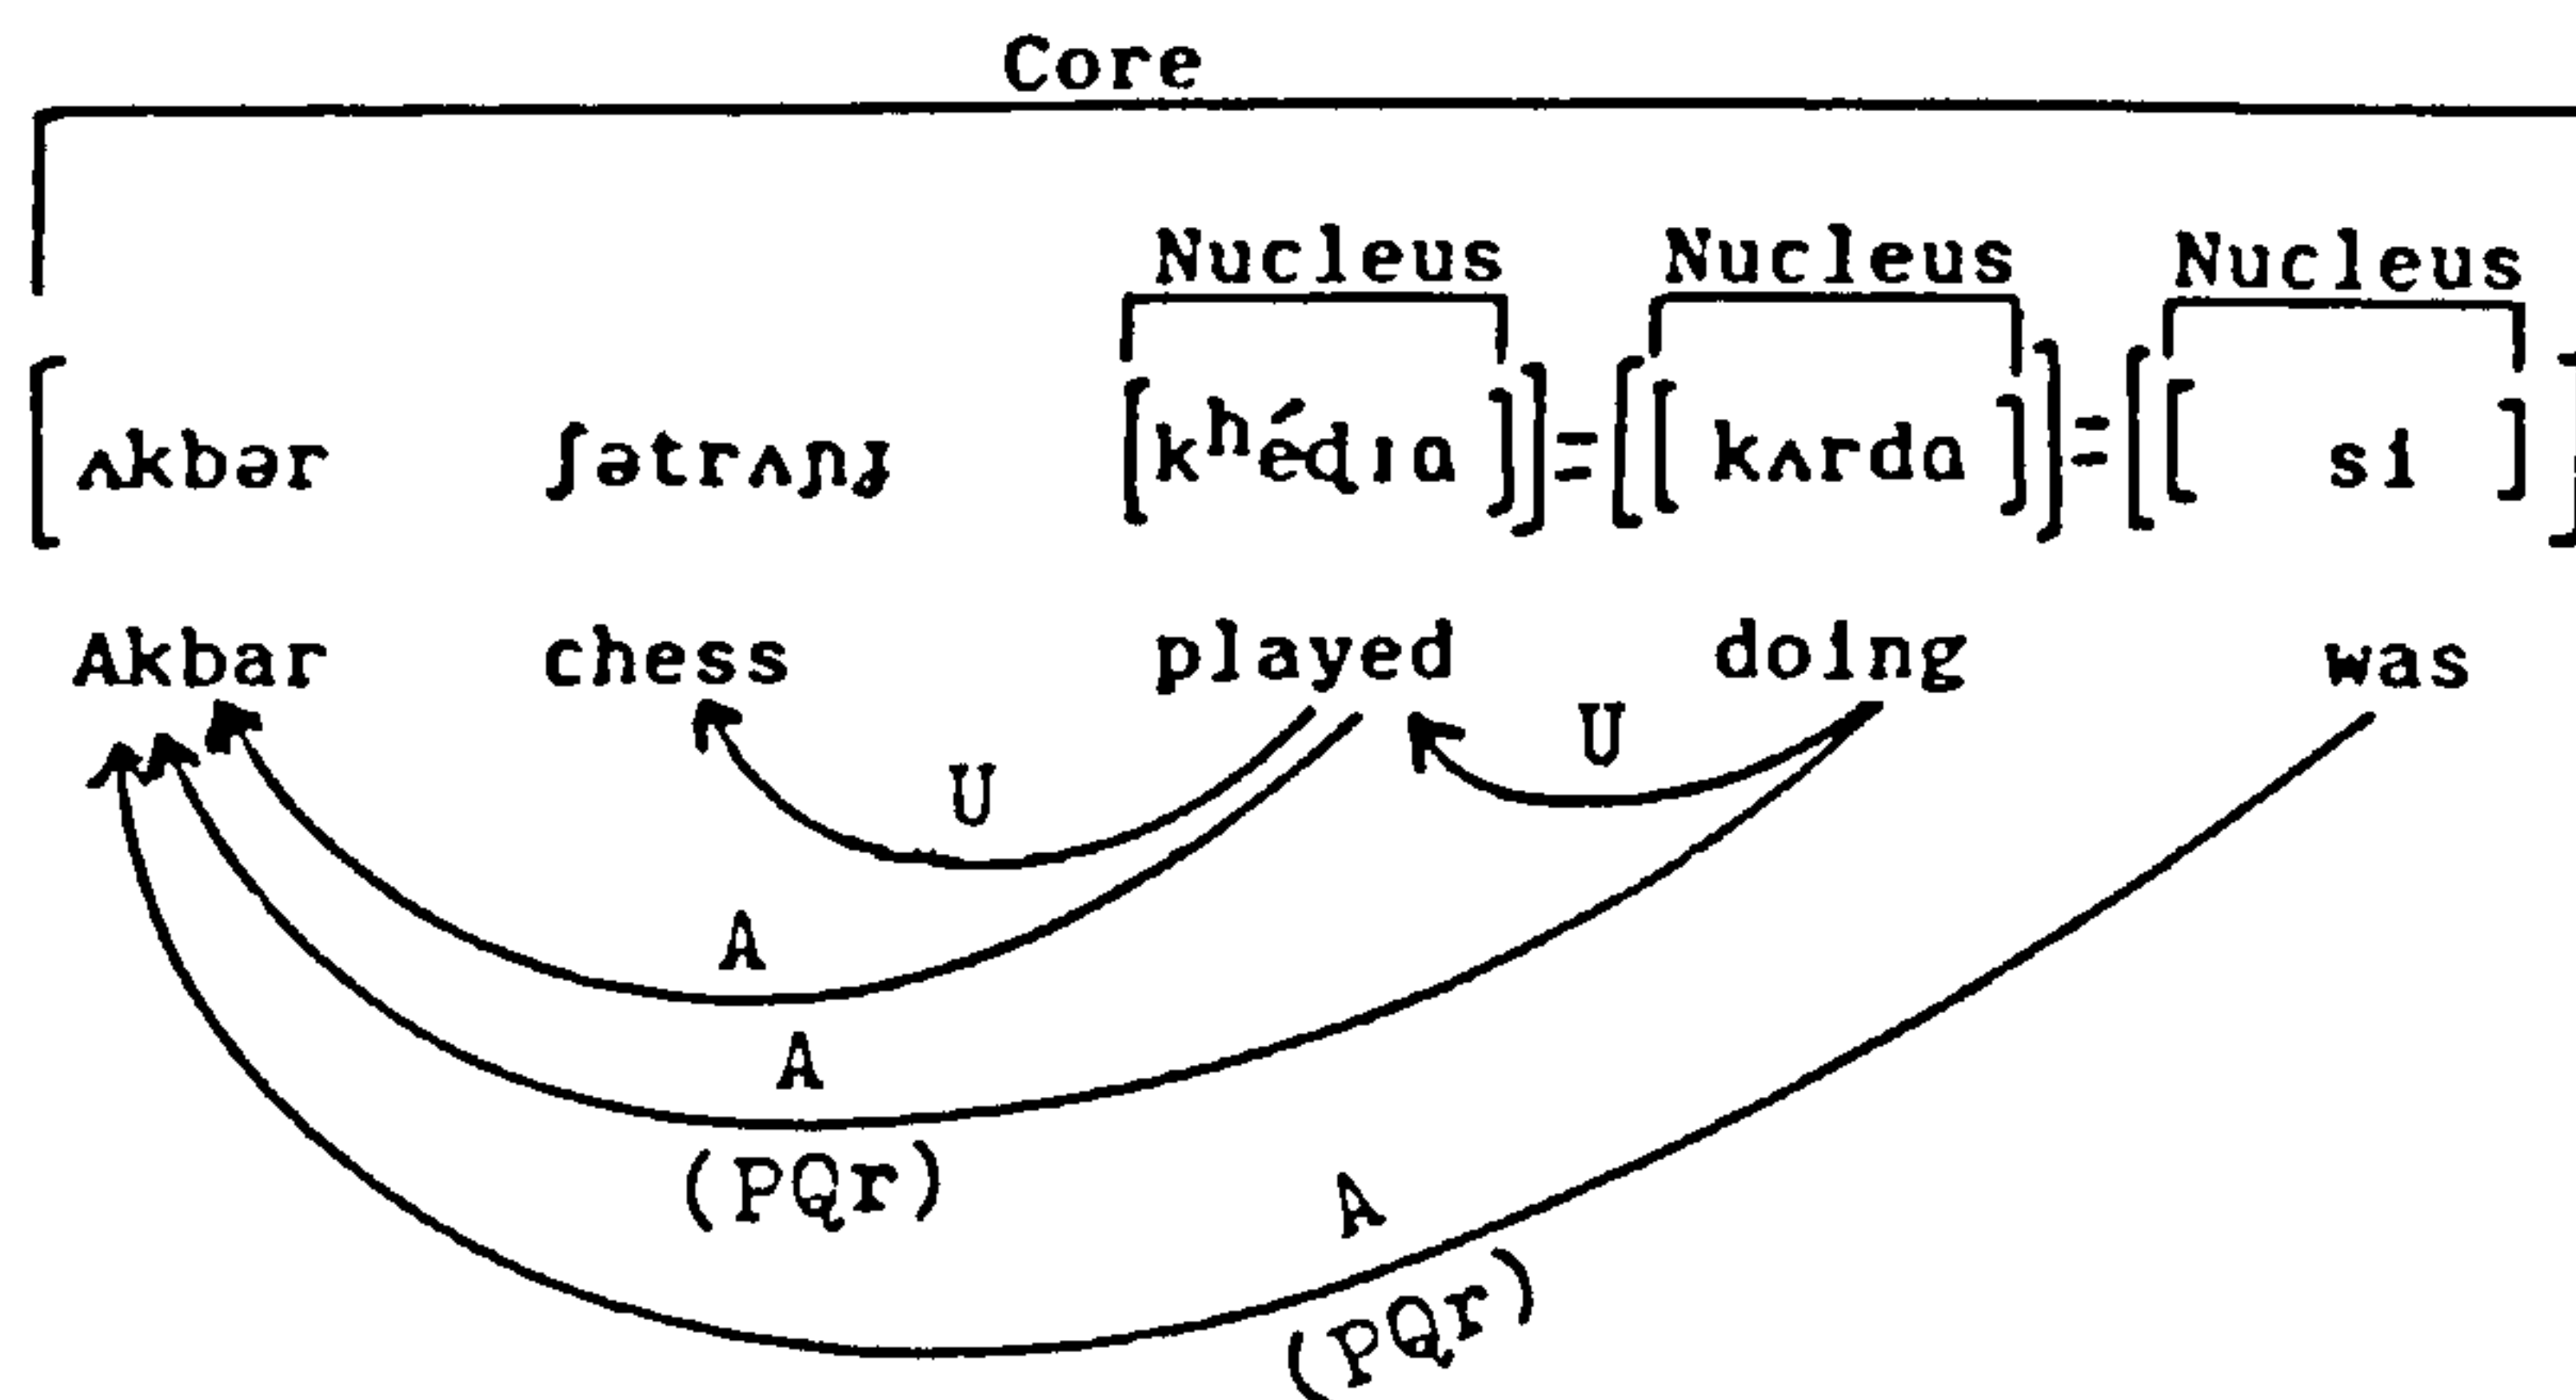 Core
Nucleus Nucleus Nucleus
[ʌkbər ʃətrʌɲɟ [kʰéɖɪɑ]]=[[kʌrdɑ]]=[[si]]
Akbar chess played doing was
U
U
A
A
(PQr)
A
(PQr)